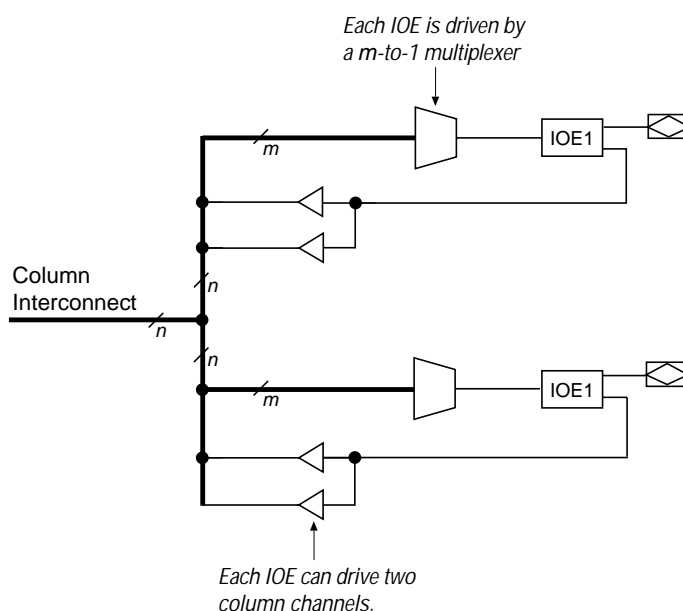 Each IOE is driven by
a m-to-1 multiplexer
m
IOE1
n
Column
Interconnect
n
n
m
IOE1
Each IOE can drive two
column channels.